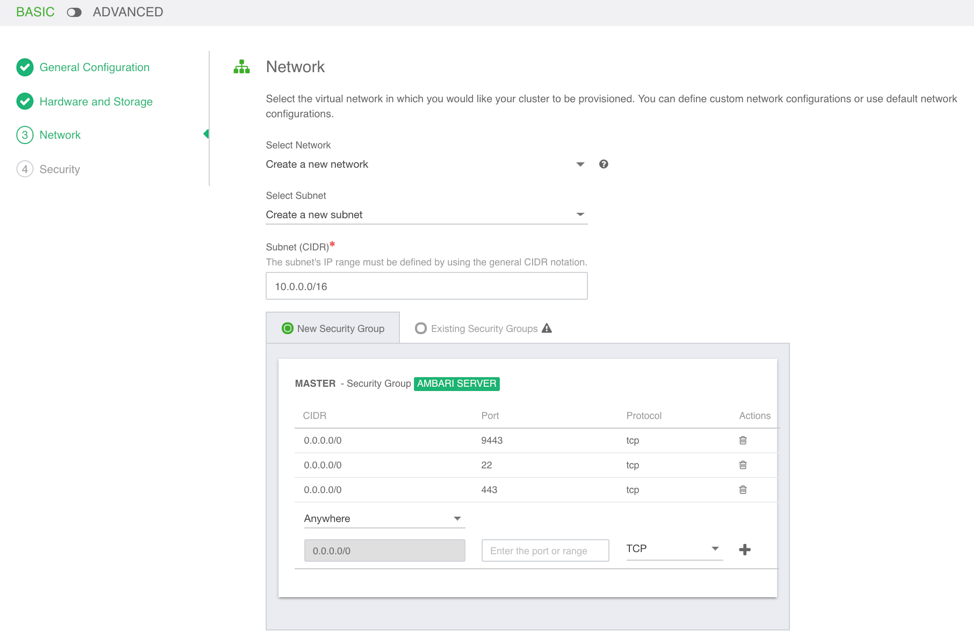 BASIC ADVANCED
General Configuration
Hardware and Storage
3 Network
4 Security
Network
Select the virtual network in which you would like your cluster to be provisioned. You can define custom network configurations or use default network
configurations.
Select Network
Create a new network ?
Select Subnet
Create a new subnet
Subnet (CIDR)*
The subnet's IP range must be defined by using the general CIDR notation.
10.0.0.0/16
New Security Group Existing Security Groups
MASTER - Security Group AMBARI SERVER
CIDR Port Protocol Actions
0.0.0.0/0 9443 tcp
0.0.0.0/0 22 tcp
0.0.0.0/0 443 tcp
Anywhere
0.0.0.0/0 Enter the port or range TCP